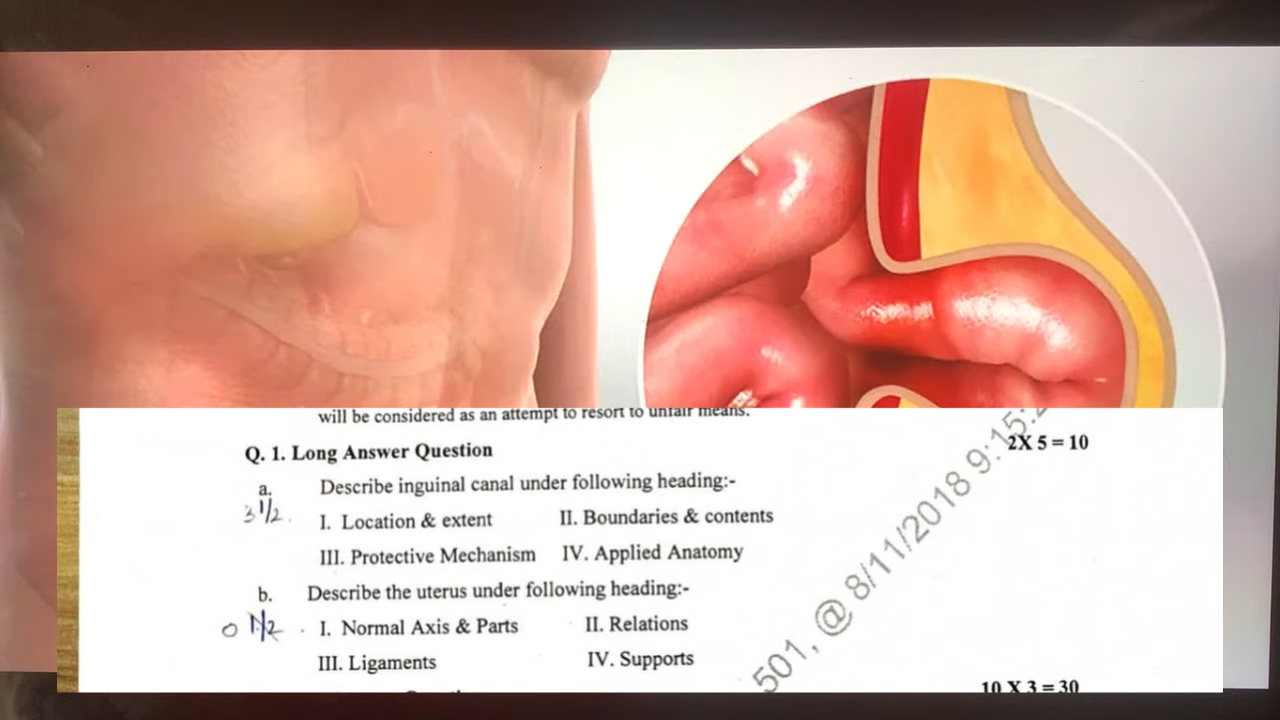 will be considered as an attempt to resort to unfair means.
Q. 1. Long Answer Question 2X 5 = 10
a. Describe inguinal canal under following heading:-
3 1/2. I. Location & extent II. Boundaries & contents
III. Protective Mechanism IV. Applied Anatomy
b. Describe the uterus under following heading:-
0 I. Normal Axis & Parts II. Relations
III. Ligaments IV. Supports
501, @ 8/11/2018 9:15:
10 X 3 = 30